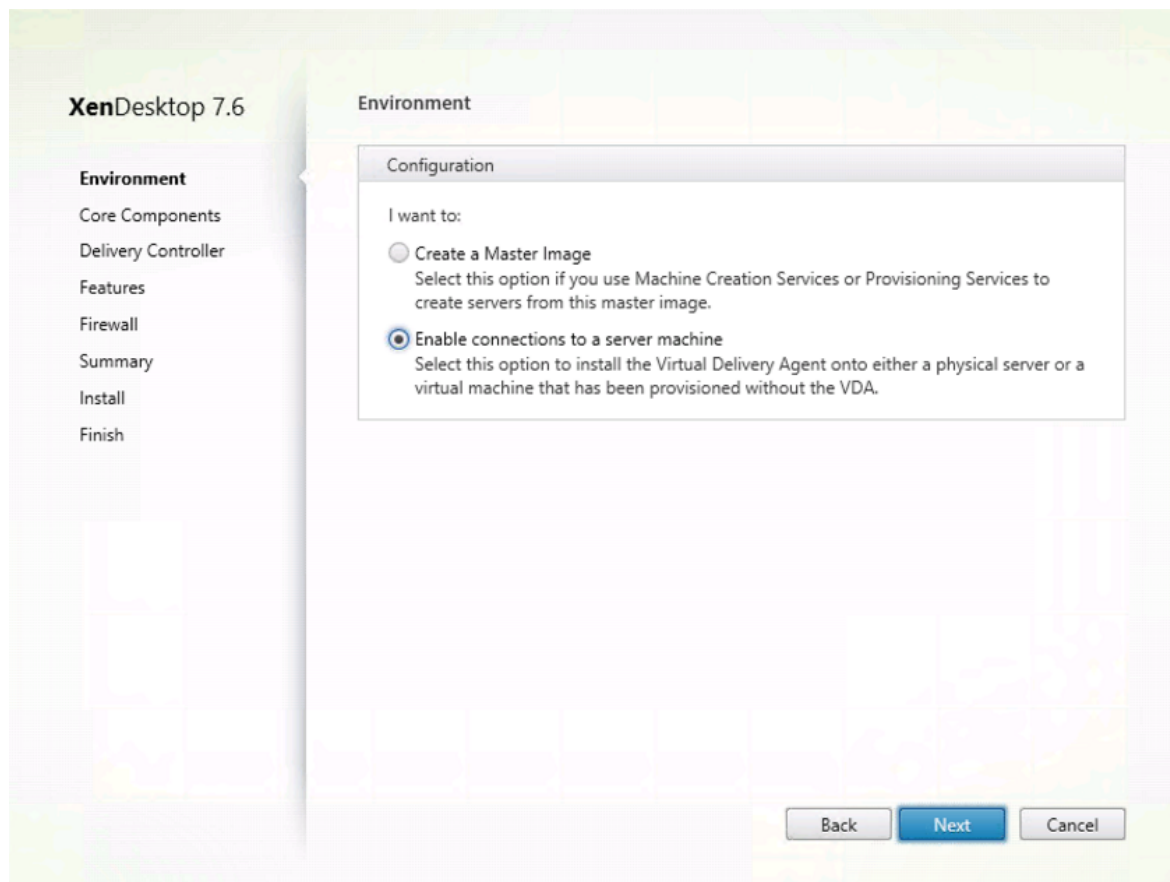 XenDesktop 7.6
Environment
Core Components
Delivery Controller
Features
Firewall
Summary
Install
Finish
Environment
Configuration
I want to:
Create a Master Image
Select this option if you use Machine Creation Services or Provisioning Services to
create servers from this master image.
Enable connections to a server machine
Select this option to install the Virtual Delivery Agent onto either a physical server or a
virtual machine that has been provisioned without the VDA.
Back
Next
Cancel